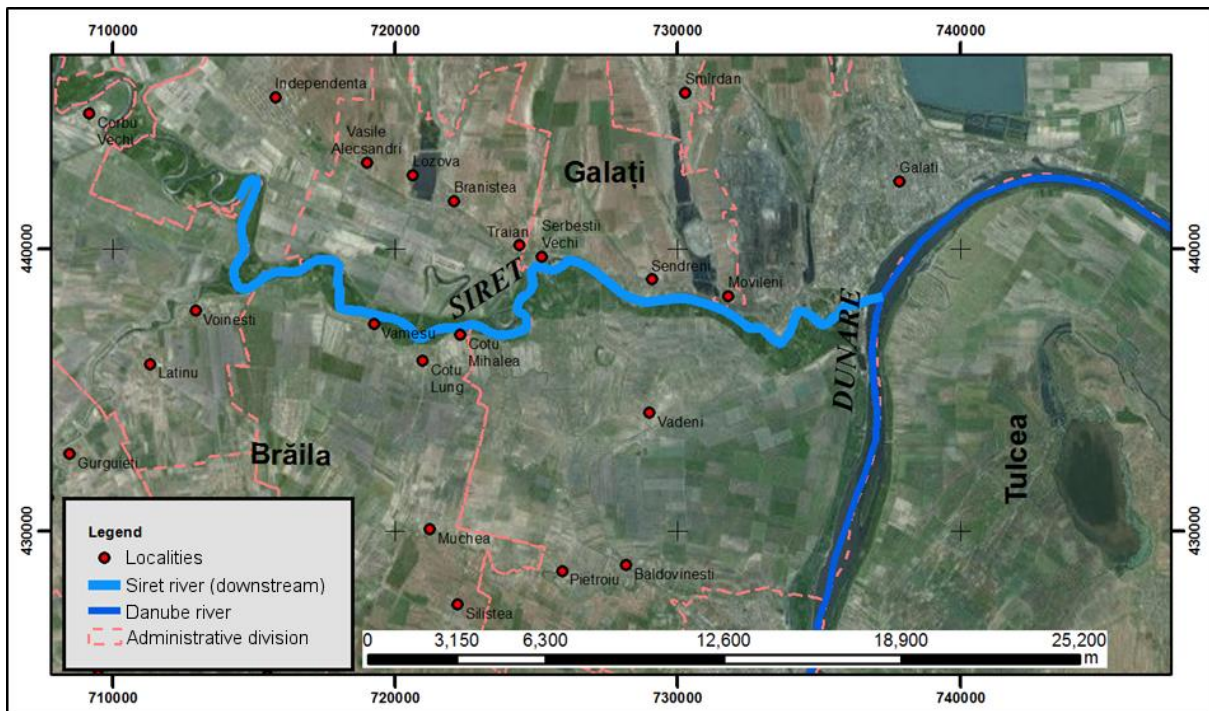 710000 720000 730000 740000
Independenta
Smîrdan
Corbu
Vechi
Vasile
Alecsandri
Lozova
Galați
Galati
Branistea
Traian
Serbestii
Vechi
440000 440000
SIRET
Sendreni
Movileni
Voinesti
Vamesu
Cotu
Mihalea
DUNARE
Latinu
Cotu
Lung
Vadeni
Brăila
Tulcea
Gurguieti
Legend
Localities
Siret river (downstream)
Danube river
Administrative division
430000 430000
Muchea
Pietroiu
Baldovinesti
Silistea
0 3,150 6,300 12,600 18,900 25,200
m
710000 720000 730000 740000